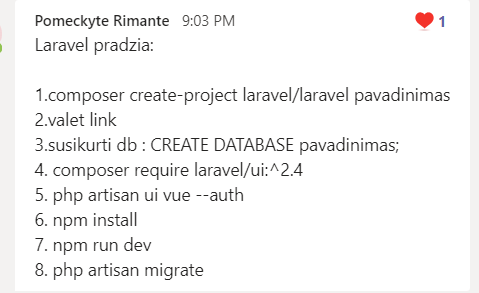 Pomeckyte Rimante 9:03 PM 1
Laravel pradzia:
1.composer create-project laravel/laravel pavadinimas
2.valet link
3.susikurti db : CREATE DATABASE pavadinimas;
4. composer require laravel/ui:^2.4
5. php artisan ui vue --auth
6. npm install
7. npm run dev
8. php artisan migrate